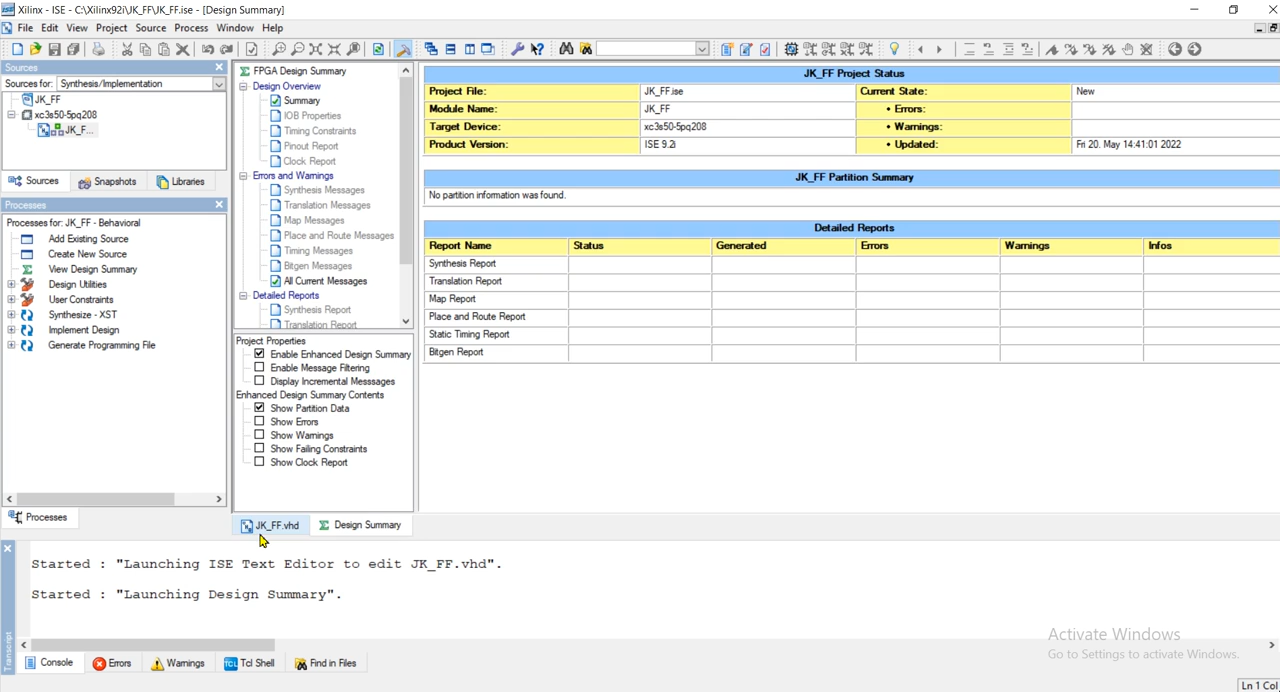 Xilinx - ISE - C:\Xilinx92i\JK_FF\JK_FF.ise - [Design Summary]
File Edit View Project Source Process Window Help
Sources
Sources for: Synthesis/Implementation
JK_FF
xc3s50-5pq208
JK_F...
Sources Snapshots Libraries
Processes
Processes for: JK_FF - Behavioral
Add Existing Source
Create New Source
View Design Summary
Design Utilities
User Constraints
Synthesize - XST
Implement Design
Generate Programming File
Processes
FPGA Design Summary
Design Overview
Summary
IOB Properties
Timing Constraints
Pinout Report
Clock Report
Errors and Warnings
Synthesis Messages
Translation Messages
Map Messages
Place and Route Messages
Timing Messages
Bitgen Messages
All Current Messages
Detailed Reports
Synthesis Report
Translation Report
Project Properties
Enable Enhanced Design Summary
Enable Message Filtering
Display Incremental Messsages
Enhanced Design Summary Contents
Show Partition Data
Show Errors
Show Warnings
Show Failing Constraints
Show Clock Report
JK_FF.vhd Design Summary
JK_FF Project Status
Project File: JK_FF.ise Current State: New
Module Name: JK_FF • Errors:
Target Device: xc3s50-5pq208 • Warnings:
Product Version: ISE 9.2i • Updated: Fri 20. May 14:41:01 2022
JK_FF Partition Summary
No partition information was found.
Detailed Reports
Report Name Status Generated Errors Warnings Infos
Synthesis Report
Translation Report
Map Report
Place and Route Report
Static Timing Report
Bitgen Report
Started : "Launching ISE Text Editor to edit JK_FF.vhd".
Started : "Launching Design Summary".
Transcript
Console Errors Warnings Tcl Shell Find in Files
Activate Windows
Go to Settings to activate Windows.
Ln 1 Col